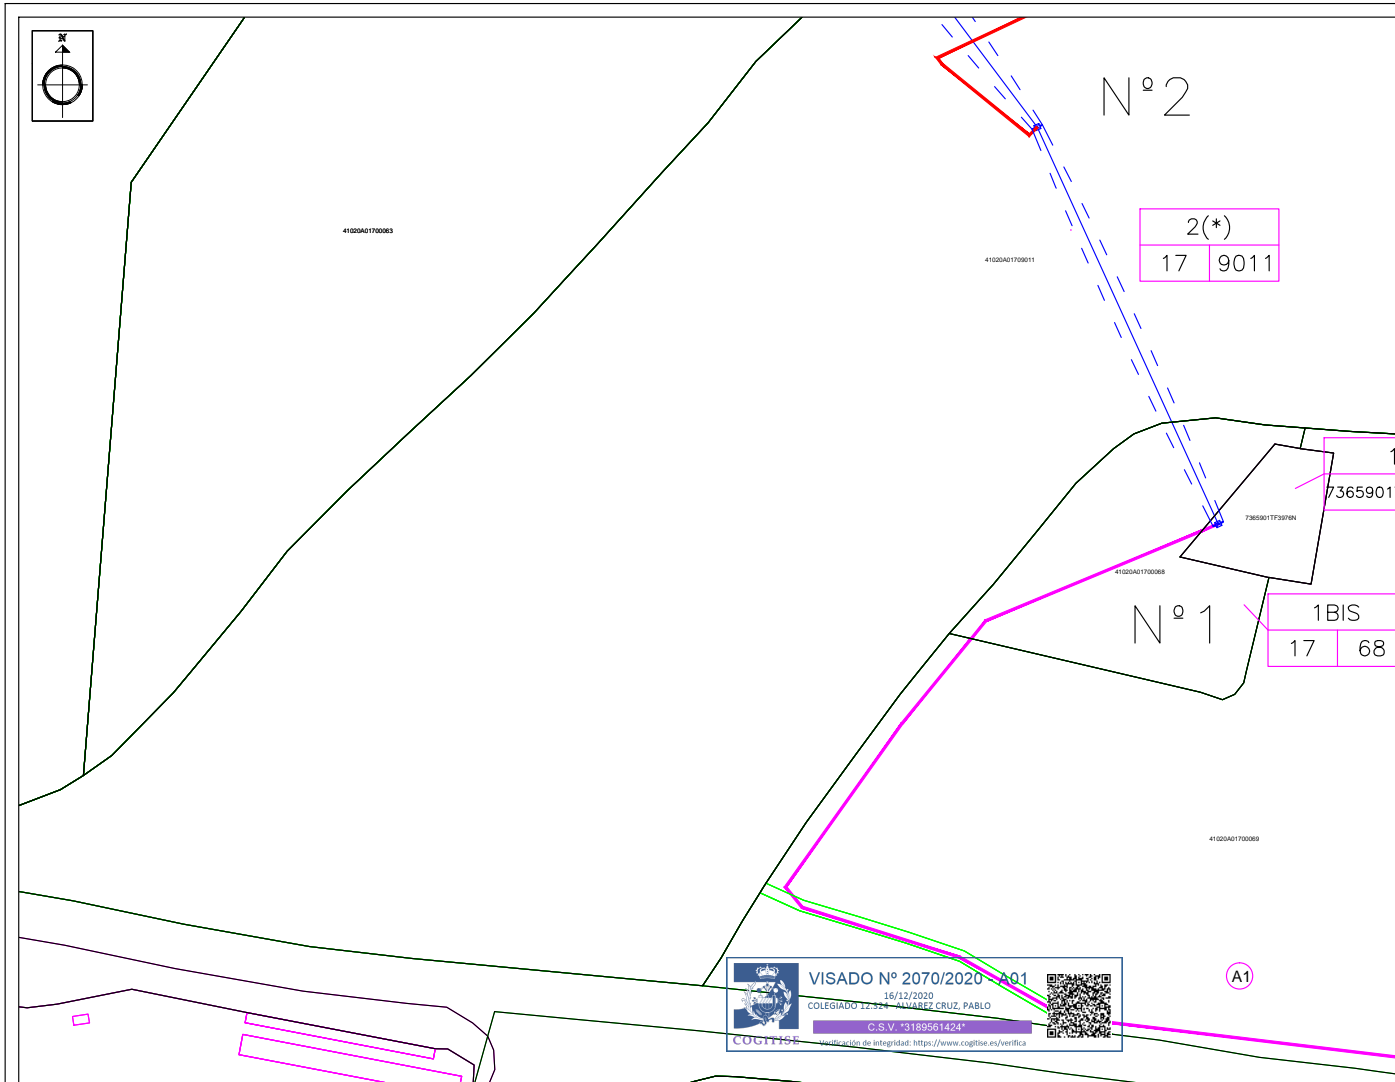 N
Nº2
41020A01700063
2(*)
17 9011
41020A01709011
1
7365901
7365901TF3976N
41020A01700068
Nº1
1BIS
17 68
41020A01700069
A1
VISADO Nº 2070/2020 - A01
16/12/2020
COLEGIADO 12.324 - ALVAREZ CRUZ, PABLO
C.S.V. *3189561424*
COGITISE
Verificación de integridad: https://www.cogitise.es/verifica